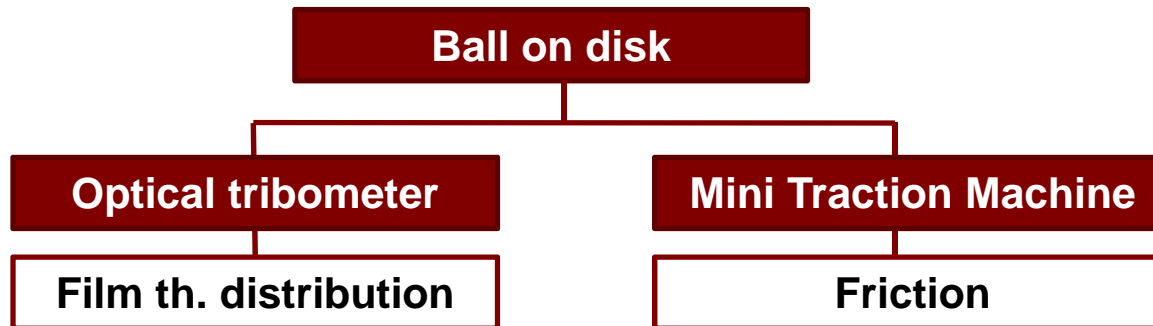 Ball on disk
Optical tribometer
Mini Traction Machine
Film th. distribution
Friction